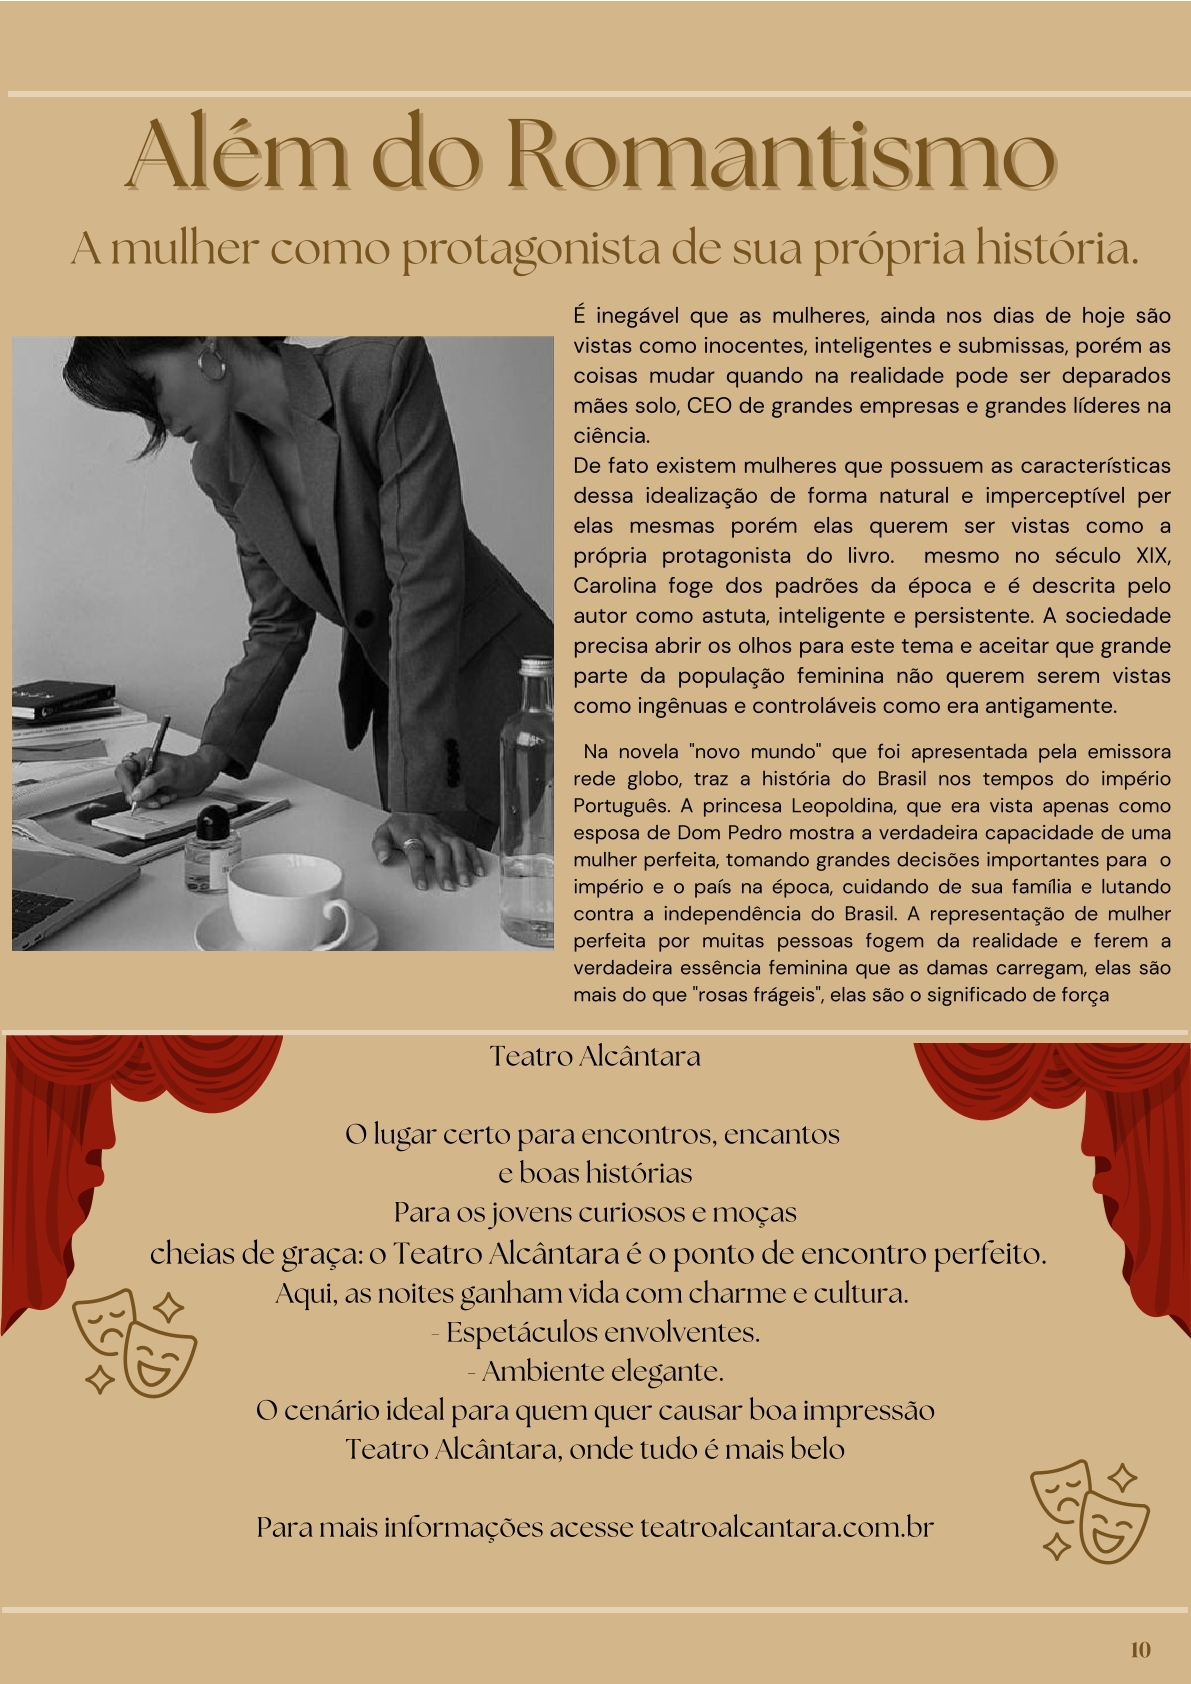 Além do Romantismo
A mulher como protagonista de sua própria história.
É inegável que as mulheres, ainda nos dias de hoje são
vistas como inocentes, inteligentes e submissas, porém as
coisas mudar quando na realidade pode ser deparados
mães solo, CEO de grandes empresas e grandes líderes na
ciência.
De fato existem mulheres que possuem as características
dessa idealização de forma natural e imperceptível per
elas mesmas porém elas querem ser vistas como a
própria protagonista do livro. mesmo no século XIX,
Carolina foge dos padrões da época e é descrita pelo
autor como astuta, inteligente e persistente. A sociedade
precisa abrir os olhos para este tema e aceitar que grande
parte da população feminina não querem serem vistas
como ingênuas e controláveis como era antigamente.
Na novela "novo mundo" que foi apresentada pela emissora
rede globo, traz a história do Brasil nos tempos do império
Português. A princesa Leopoldina, que era vista apenas como
esposa de Dom Pedro mostra a verdadeira capacidade de uma
mulher perfeita, tomando grandes decisões importantes para o
império e o país na época, cuidando de sua família e lutando
contra a independência do Brasil. A representação de mulher
perfeita por muitas pessoas fogem da realidade e ferem a
verdadeira essência feminina que as damas carregam, elas são
mais do que "rosas frágeis", elas são o significado de força
Teatro Alcântara
O lugar certo para encontros, encantos
e boas histórias
Para os jovens curiosos e moças
cheias de graça: o Teatro Alcântara é o ponto de encontro perfeito.
Aqui, as noites ganham vida com charme e cultura.
- Espetáculos envolventes.
- Ambiente elegante.
O cenário ideal para quem quer causar boa impressão
Teatro Alcântara, onde tudo é mais belo
Para mais informações acesse teatroalcantara.com.br
10